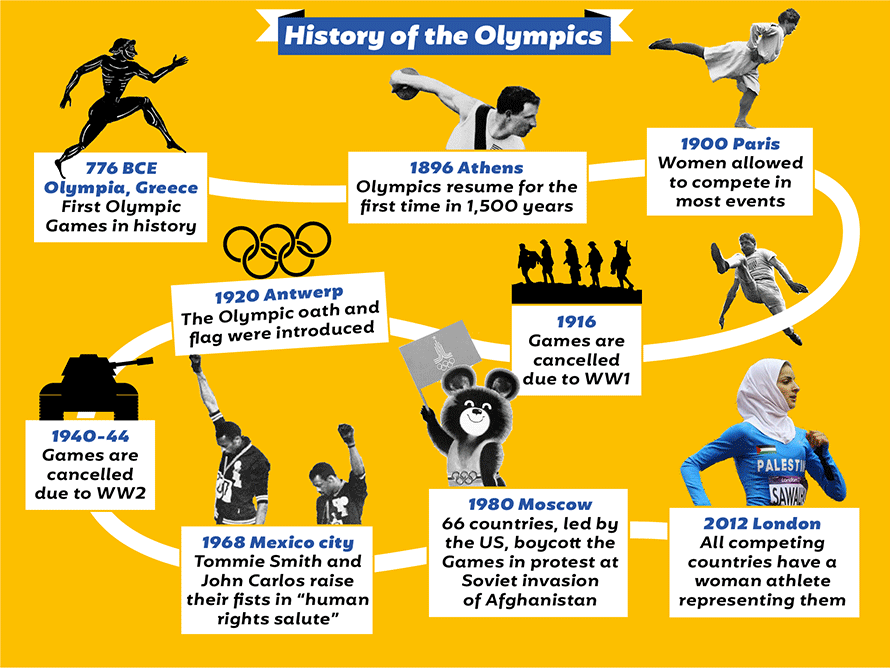 History of the Olympics
776 BCE
Olympia, Greece
First Olympic
Games in history
1896 Athens
Olympics resume for the
first time in 1,500 years
1900 Paris
Women allowed
to compete in
most events
1916
Games are
cancelled
due to WW1
1920 Antwerp
The Olympic oath and
flag were introduced
1940-44
Games are
cancelled
due to WW2
1968 Mexico city
Tommie Smith and
John Carlos raise
their fists in “human
rights salute”
1980 Moscow
66 countries, led by
the US, boycott the
Games in protest at
Soviet invasion
of Afghanistan
PALESTI
London
SAWAL
2012 London
All competing
countries have a
woman athlete
representing them